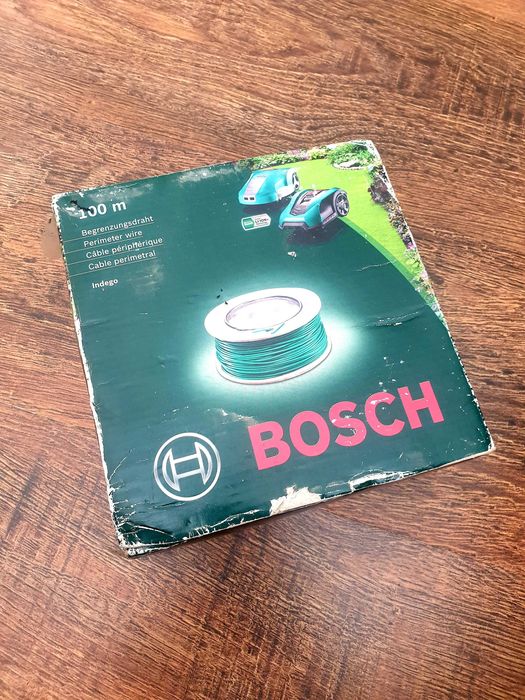 100 m
Begrenzungsdraht
Perimeter wire
Câble périphérique
Cable perimetral
Indego
BOSCH